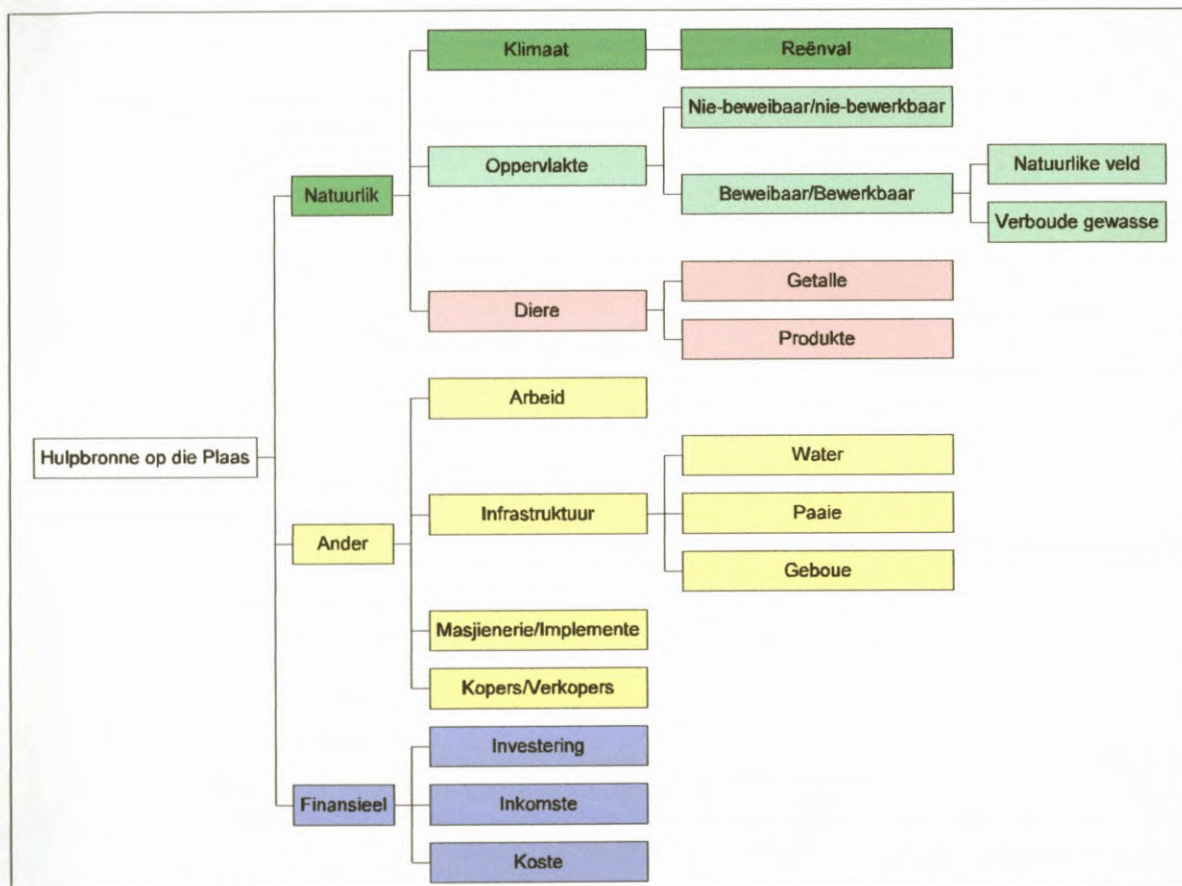 Hulpbronne op die Plaas
Natuurlik
Klimaat
Reënval
Oppervlakte
Nie-beweibaar/nie-bewerkbaar
Beweibaar/Bewerkbaar
Natuurlike veld
Verboude gewasse
Diere
Getalle
Produkte
Ander
Arbeid
Infrastruktuur
Water
Paaie
Geboue
Masjienerie/Implemente
Kopers/Verkopers
Finansieel
Investering
Inkomste
Koste